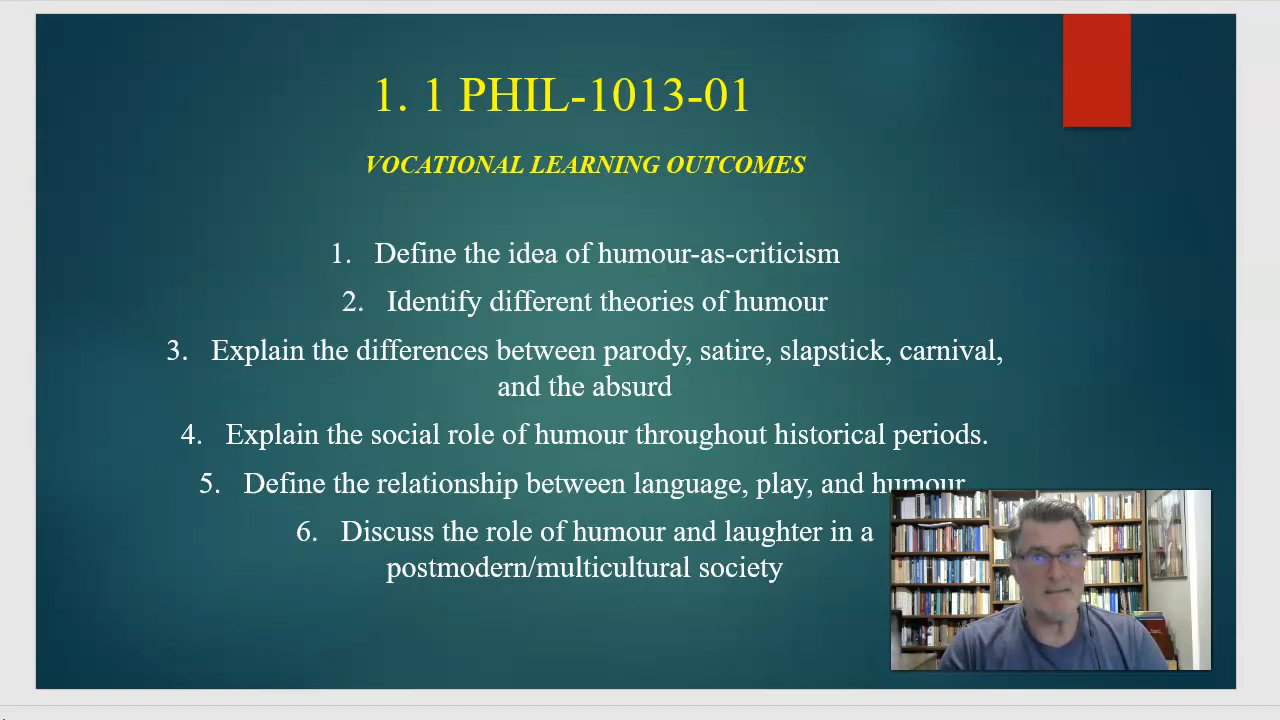 1. 1 PHIL-1013-01
VOCATIONAL LEARNING OUTCOMES
1. Define the idea of humour-as-criticism
2. Identify different theories of humour
3. Explain the differences between parody, satire, slapstick, carnival,
and the absurd
4. Explain the social role of humour throughout historical periods.
5. Define the relationship between language, play, and humour
6. Discuss the role of humour and laughter in a
postmodern/multicultural society